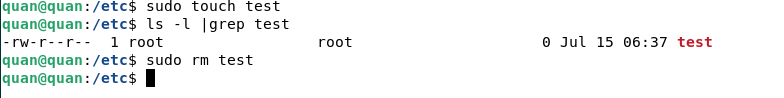 quan@quan:/etc$ sudo touch test
quan@quan:/etc$ ls -l |grep test
-rw-r--r--  1 root                root                     0 Jul 15 06:37 test
quan@quan:/etc$ sudo rm test
quan@quan:/etc$